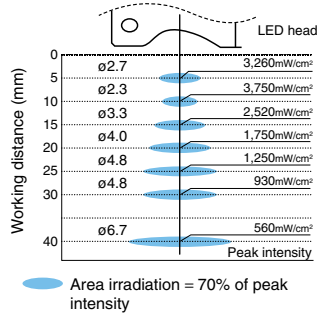 LED head
Working distance (mm)
0
ø2.7 3,260mW/cm²
5
ø2.3 3,750mW/cm²
10
ø3.3 2,520mW/cm²
15
ø4.0 1,750mW/cm²
20
ø4.8 1,250mW/cm²
25
ø4.8 930mW/cm²
30
ø6.7 560mW/cm²
40
Peak intensity
Area irradiation = 70% of peak
intensity